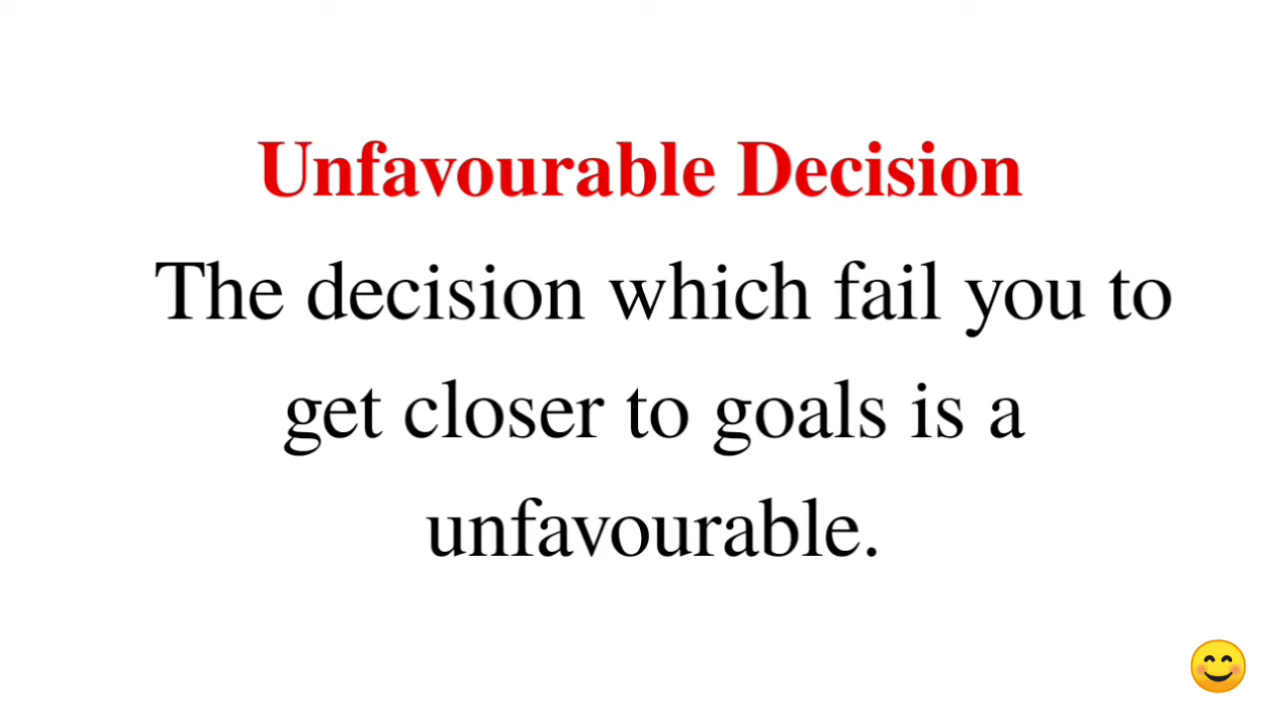 Unfavourable Decision
The decision which fail you to
get closer to goals is a
unfavourable.